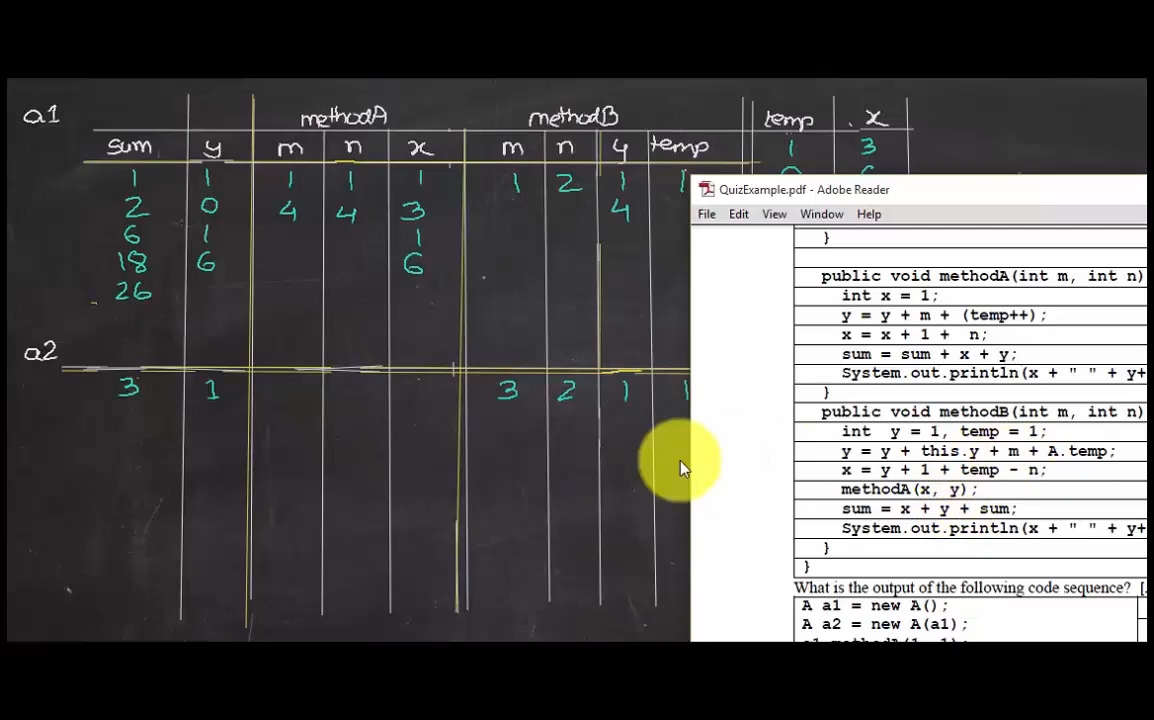 a1
methodA methodB temp x
sum y m n x m n y temp 1 3
1 1 1 1 1 1 2 1 1
2 0 4 4 3 4
6 1 1
18 6 6
26
a2
3 1 3 2 1 1
QuizExample.pdf - Adobe Reader
File Edit View Window Help
}
public void methodA(int m, int n)
int x = 1;
y = y + m + (temp++);
x = x + 1 + n;
sum = sum + x + y;
System.out.println(x + " " + y+
}
public void methodB(int m, int n)
int y = 1, temp = 1;
y = y + this.y + m + A.temp;
x = y + 1 + temp - n;
methodA(x, y);
sum = x + y + sum;
System.out.println(x + " " + y+
}
}
What is the output of the following code sequence? [
A a1 = new A();
A a2 = new A(a1);